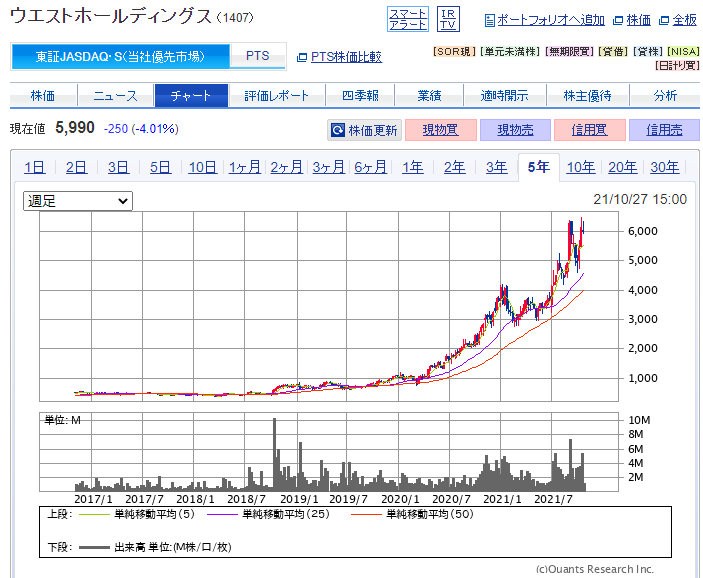 ウエストホールディングス（1407）
スマート
アラート
I R
TV
ポートフォリオへ追加 株価 全板
東証JASDAQ・S(当社優先市場) PTS PTS株価比較
[SOR現] [単元未満株] [無期限買] [貸借] [貸株] [NISA]
[日計り買]
株価 ニュース チャート 評価レポート 四季報 業績 適時開示 株主優待 分析
現在値 5,990 -250 (-4.01%) 株価更新 現物買 現物売 信用買 信用売
1日 2日 3日 5日 10日 1ヶ月 2ヶ月 3ヶ月 6ヶ月 1年 2年 3年 5年 10年 20年 30年
週足 21/10/27 15:00
6,000
5,000
4,000
3,000
2,000
1,000
単位: M 10M
8M
6M
4M
2M
2017/1 2017/7 2018/1 2018/7 2019/1 2019/7 2020/1 2020/7 2021/1 2021/7
上段: 単純移動平均(5) 単純移動平均(25) 単純移動平均(50)
下段: 出来高 単位:(M株/口/枚)
(c)Quants Research Inc.